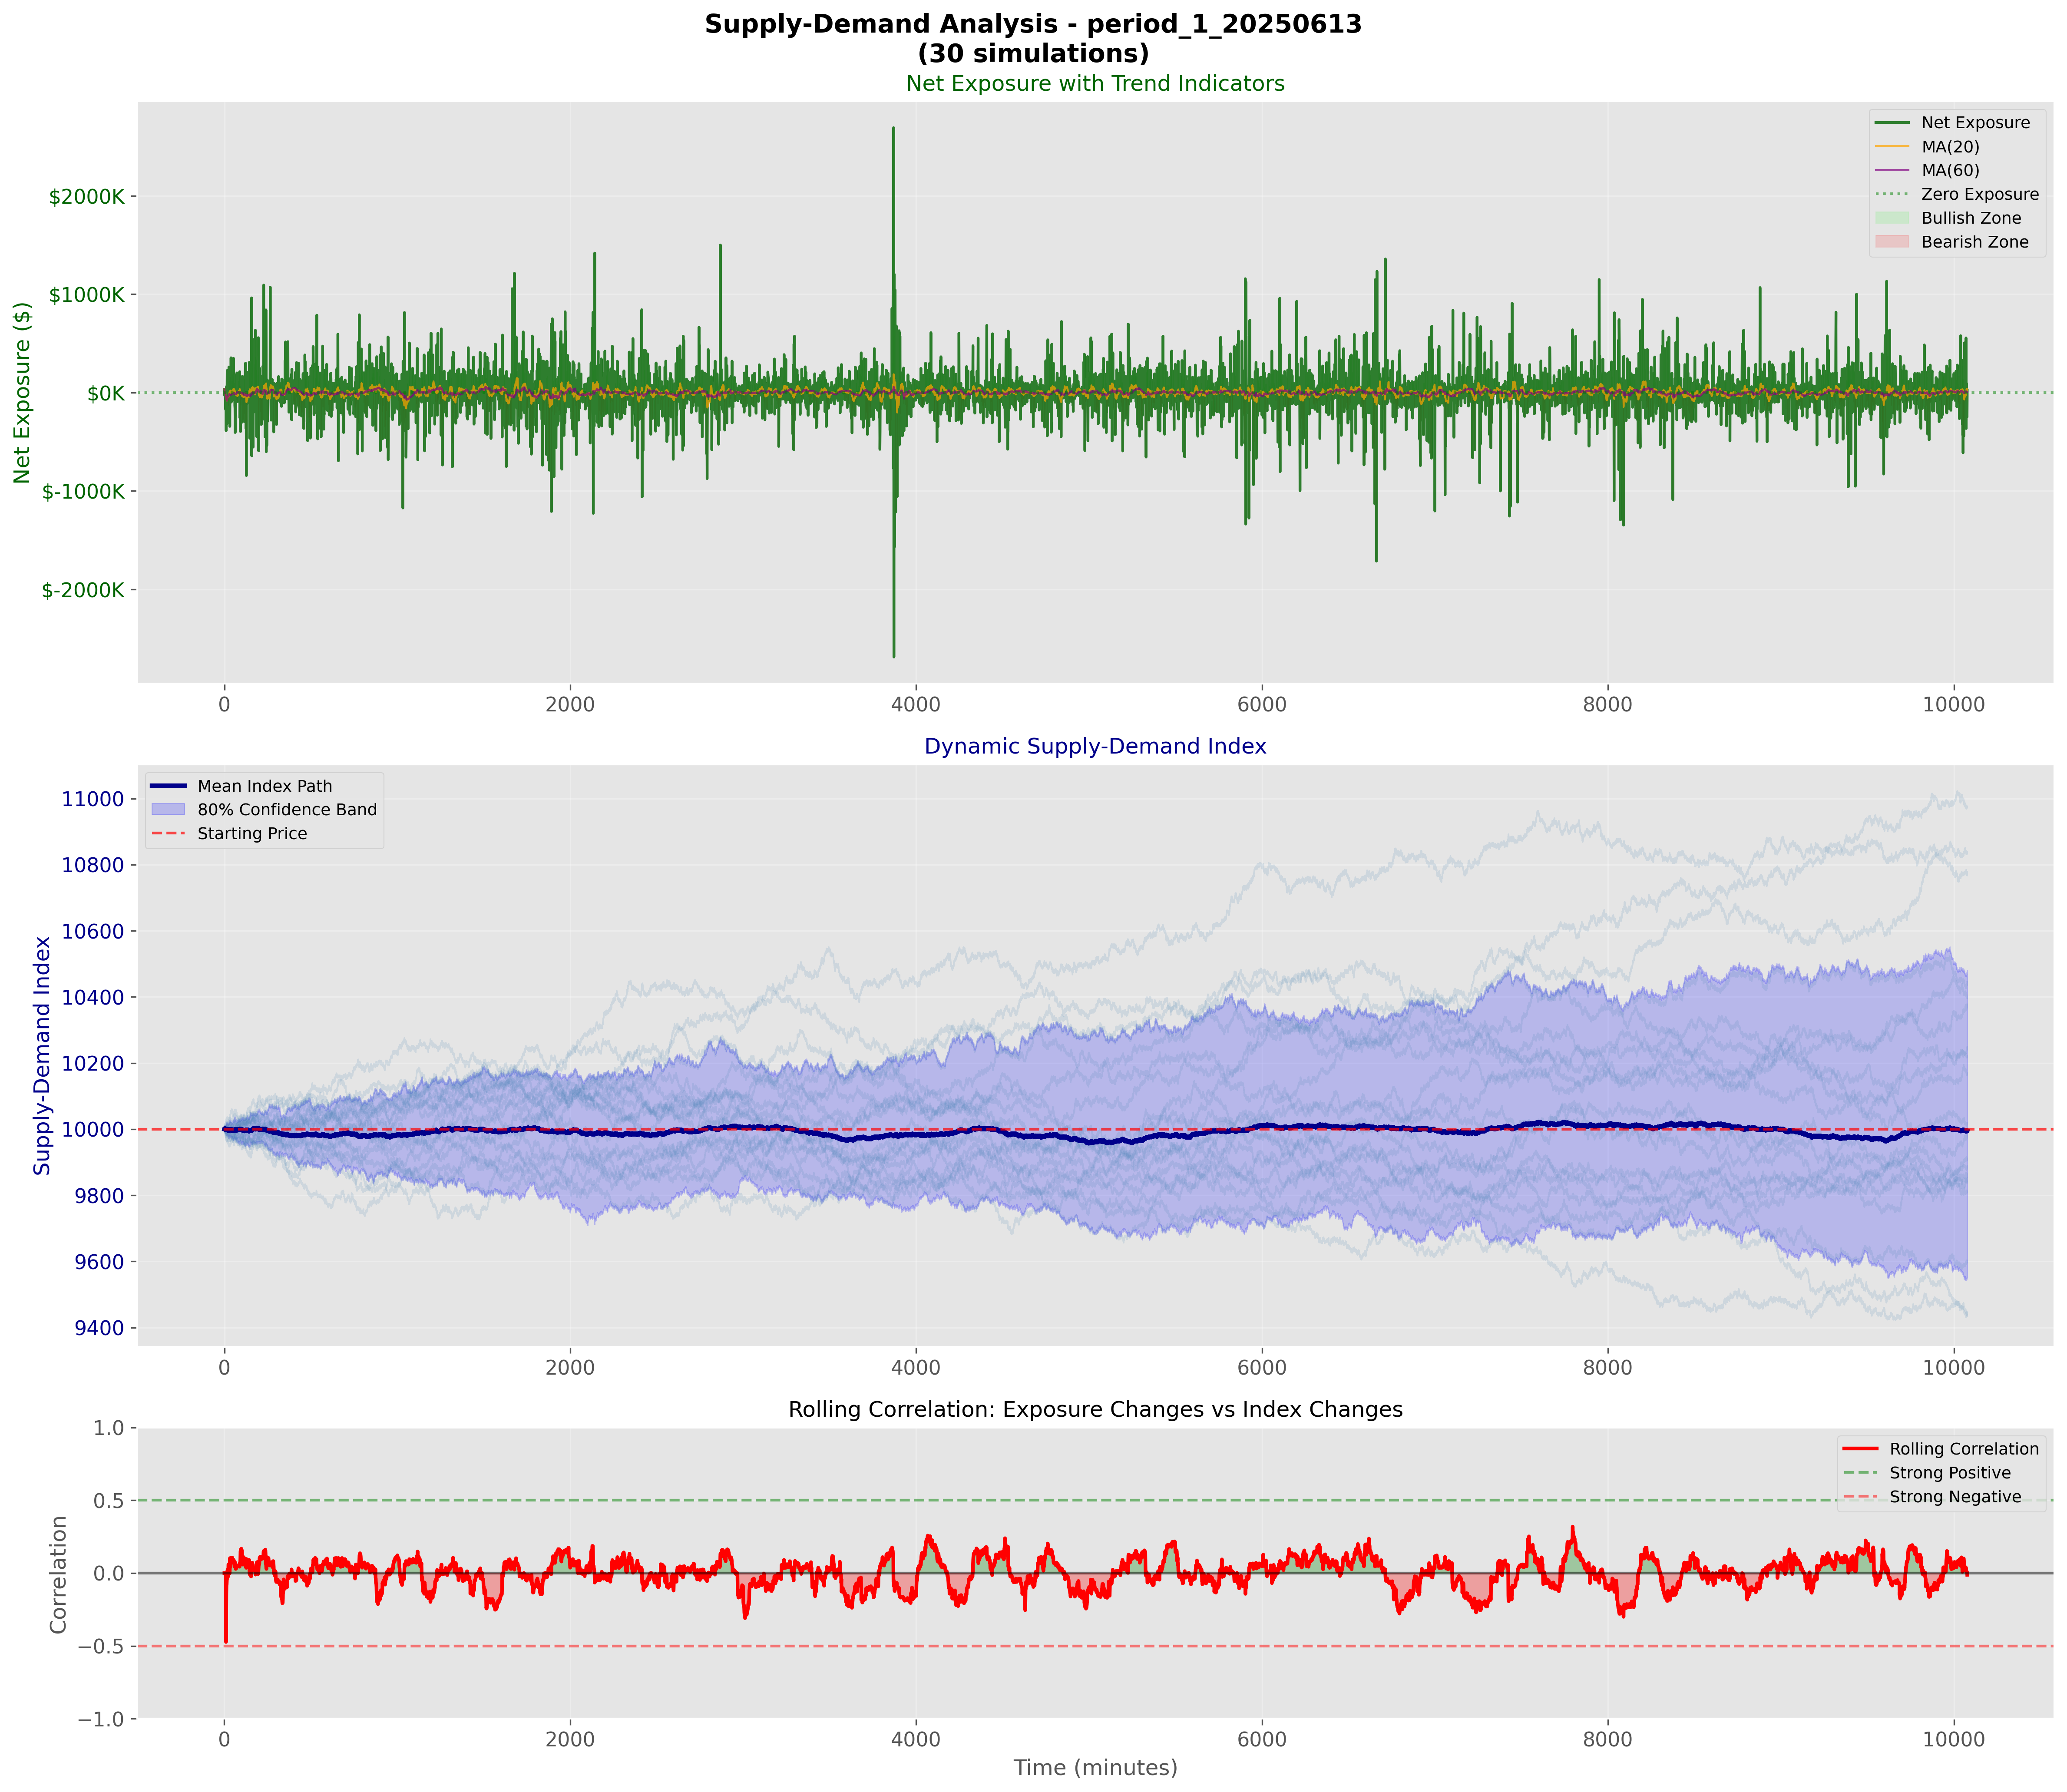 Supply-Demand Analysis - period_1_20250613
(30 simulations)
Net Exposure with Trend Indicators
Net Exposure ($)
$2000K
$1000K
$0K
$-1000K
$-2000K
Net Exposure
MA(20)
MA(60)
Zero Exposure
Bullish Zone
Bearish Zone
0 2000 4000 6000 8000 10000
Dynamic Supply-Demand Index
Supply-Demand Index
11000
10800
10600
10400
10200
10000
9800
9600
9400
Mean Index Path
80% Confidence Band
Starting Price
0 2000 4000 6000 8000 10000
Rolling Correlation: Exposure Changes vs Index Changes
Correlation
1.0
0.5
0.0
−0.5
−1.0
Rolling Correlation
Strong Positive
Strong Negative
0 2000 4000 6000 8000 10000
Time (minutes)